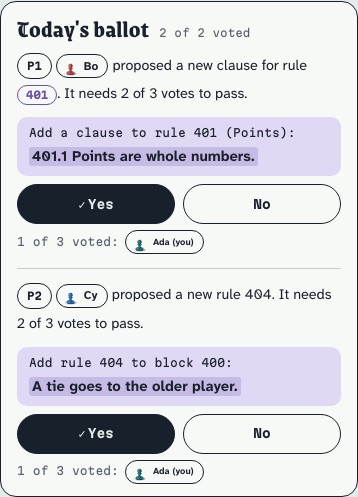 Today's ballot 2 of 2 voted
P1 Bo proposed a new clause for rule
401. It needs 2 of 3 votes to pass.
Add a clause to rule 401 (Points):
401.1 Points are whole numbers.
✓Yes No
1 of 3 voted: Ada (you)
P2 Cy proposed a new rule 404. It needs
2 of 3 votes to pass.
Add rule 404 to block 400:
A tie goes to the older player.
✓Yes No
1 of 3 voted: Ada (you)